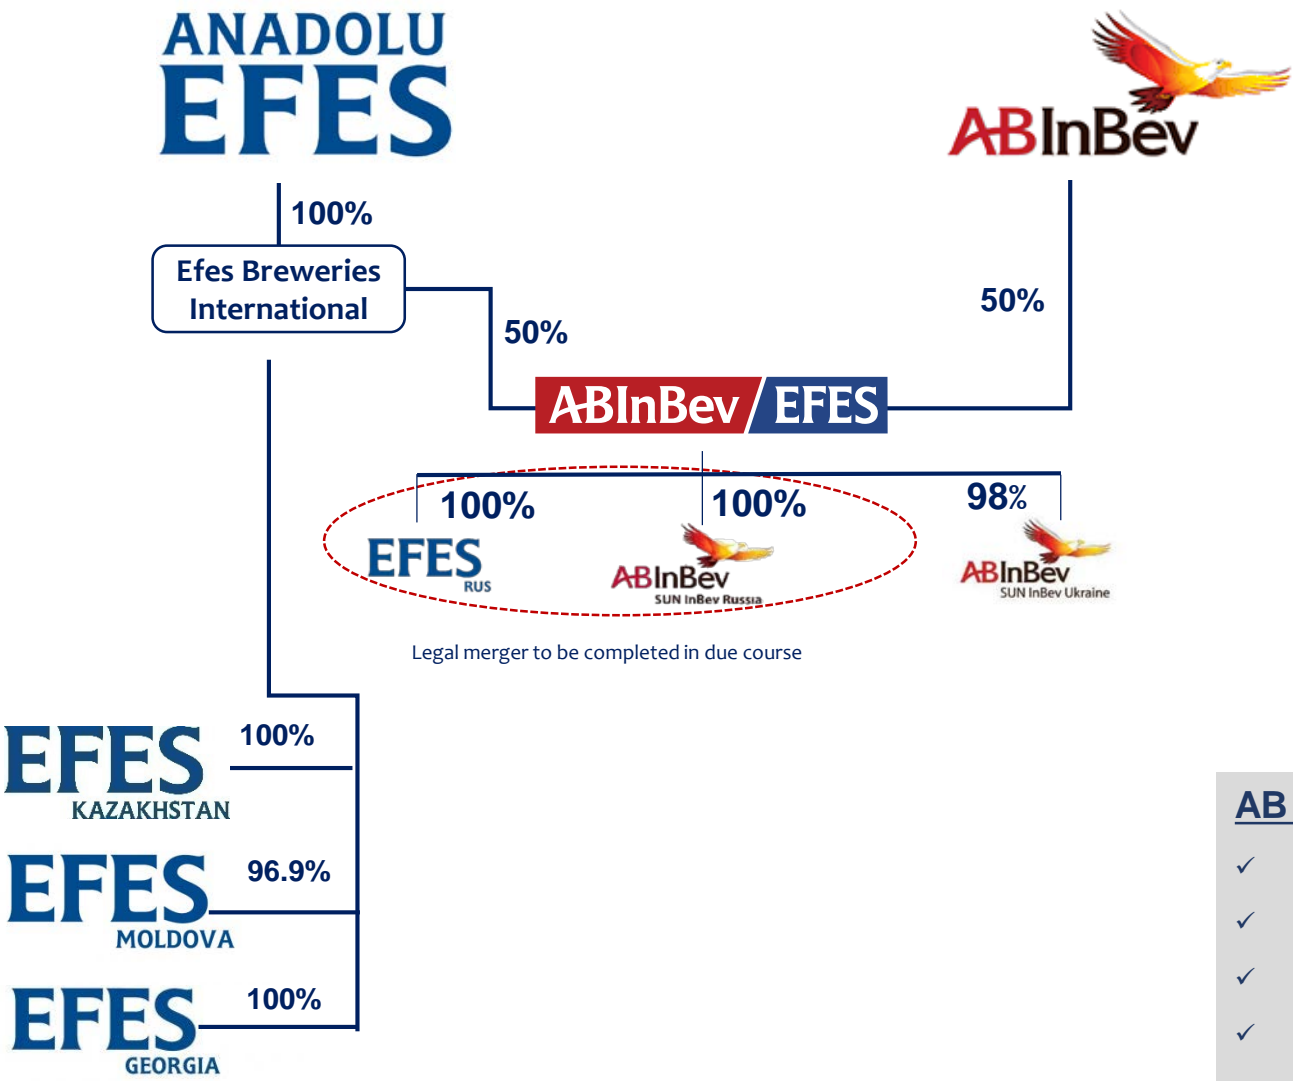 ANADOLU
EFES
ABInBev
100%
Efes Breweries
International
50%
50%
ABInBev EFES
100%
100%
98%
EFES
RUS
ABInBev
SUN InBev Russia
ABInBev
SUN InBev Ukraine
Legal merger to be completed in due course
EFES
KAZAKHSTAN
100%
EFES
MOLDOVA
96.9%
EFES
GEORGIA
100%
AB
✓
✓
✓
✓